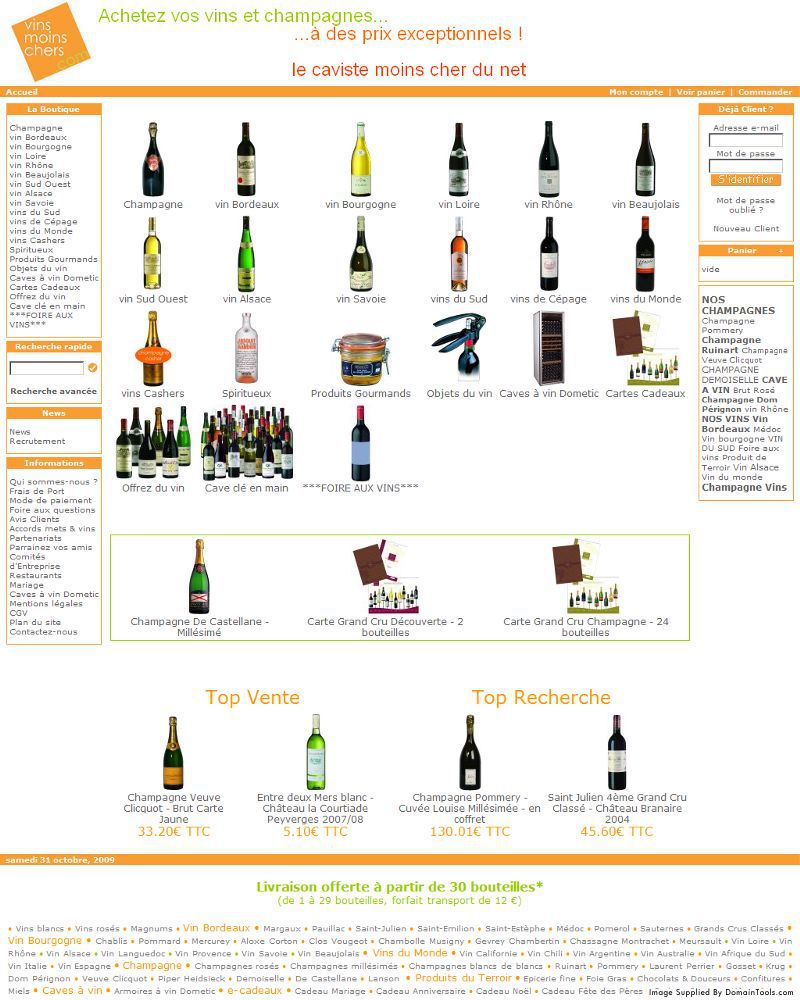 vins
moins
chers
.com
Achetez vos vins et champagnes...
...à des prix exceptionnels !
le caviste moins cher du net
Accueil
Mon compte | Voir panier | Commander
La Boutique
Champagne
vin Bordeaux
vin Bourgogne
vin Loire
vin Rhône
vin Beaujolais
vin Sud Ouest
vin Alsace
vin Savoie
vins du Sud
vins de Cépage
vins du Monde
vins Cashers
Spiritueux
Produits Gourmands
Objets du vin
Caves à vin Dometic
Cartes Cadeaux
Offrez du vin
Cave clé en main
***FOIRE AUX
VINS***
Recherche rapide
Recherche avancée
News
News
Recrutement
Informations
Qui sommes-nous ?
Frais de Port
Mode de paiement
Foire aux questions
Avis Clients
Accords mets & vins
Partenariats
Parrainez vos amis
Comités
d'Entreprise
Restaurants
Mariage
Caves à vin Dometic
Mentions légales
CGV
Plan du site
Contactez-nous
Champagne
vin Bordeaux
vin Bourgogne
vin Loire
vin Rhône
vin Beaujolais
vin Sud Ouest
vin Alsace
vin Savoie
vins du Sud
vins de Cépage
vins du Monde
vins Cashers
Spiritueux
Produits Gourmands
Objets du vin
Caves à vin Dometic
Cartes Cadeaux
Offrez du vin
Cave clé en main
***FOIRE AUX VINS***
Champagne De Castellane -
Millésimé
Carte Grand Cru Découverte - 2
bouteilles
Carte Grand Cru Champagne - 24
bouteilles
Top Vente
Top Recherche
Champagne Veuve
Clicquot - Brut Carte
Jaune
33.20€ TTC
Entre deux Mers blanc -
Château la Courtiade
Peyverges 2007/08
5.10€ TTC
Champagne Pommery -
Cuvée Louise Millésimée - en
coffret
130.01€ TTC
Saint Julien 4ème Grand Cru
Classé - Château Branaire
2004
45.60€ TTC
Déjà Client ?
Adresse e-mail
Mot de passe
S'identifier
Mot de passe
oublié ?
Nouveau Client
Panier +
vide
NOS
CHAMPAGNES
Champagne
Pommery
Champagne
Ruinart Champagne
Veuve Clicquot
CHAMPAGNE
DEMOISELLE CAVE
A VIN Brut Rosé
Champagne Dom
Pérignon vin Rhône
NOS VINS Vin
Bordeaux Médoc
Vin bourgogne VIN
DU SUD Foire aux
vins Produit de
Terroir Vin Alsace
Vin du monde
Champagne Vins
samedi 31 octobre, 2009
Livraison offerte à partir de 30 bouteilles*
(de 1 à 29 bouteilles, forfait transport de 12 €)
• Vins blancs • Vins rosés • Magnums • Vin Bordeaux • Margaux • Pauillac • Saint-Julien • Saint-Emilion • Saint-Estèphe • Médoc • Pomerol • Sauternes • Grands Crus Classés •
Vin Bourgogne • Chablis • Pommard • Mercurey • Aloxe Corton • Clos Vougeot • Chambolle Musigny • Gevrey Chambertin • Chassagne Montrachet • Meursault • Vin Loire • Vin
Rhône • Vin Alsace • Vin Languedoc • Vin Provence • Vin Savoie • Vin Beaujolais • Vins du Monde • Vin Californie • Vin Chili • Vin Argentine • Vin Australie • Vin Afrique du Sud •
Vin Italie • Vin Espagne • Champagne • Champagnes rosés • Champagnes millésimés • Champagnes blancs de blancs • Ruinart • Pommery • Laurent Perrier • Gosset • Krug •
Dom Pérignon • Veuve Clicquot • Piper Heidsieck • Demoiselle • De Castellane • Lanson • Produits du Terroir • Epicerie fine • Foie Gras • Chocolats & Douceurs • Confitures •
Miels • Caves à vin • Armoires à vin Dometic • e-cadeaux • Cadeau Mariage • Cadeau Anniversaire • Cadeau Noël • Cadeau Fête des Pères
Image Supplied By DomainTools.com